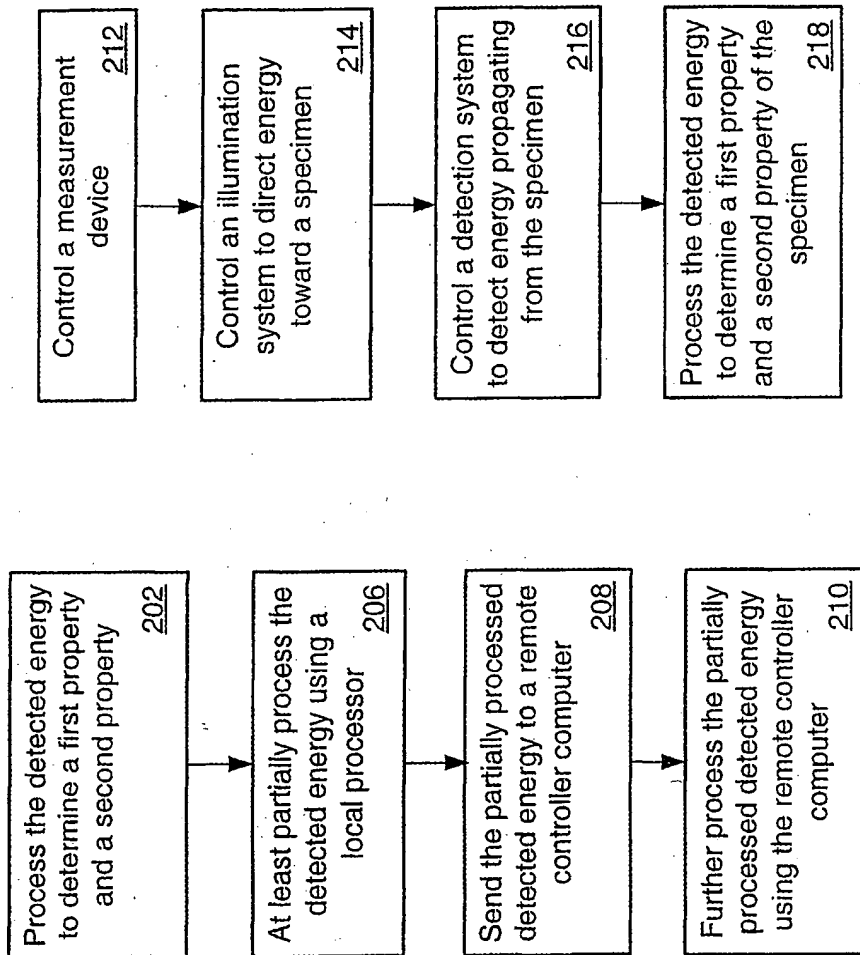 Process the detected energy
to determine a first property
and a second property
202
At least partially process the
detected energy using a
local processor
206
Send the partially processed
detected energy to a remote
controller computer
208
Further process the partially
processed detected energy
using the remote controller
computer
210
Control a measurement
device
212
Control an illumination
system to direct energy
toward a specimen
214
Control a detection system
to detect energy propagating
from the specimen
216
Process the detected energy
to determine a first property
and a second property of the
specimen
218